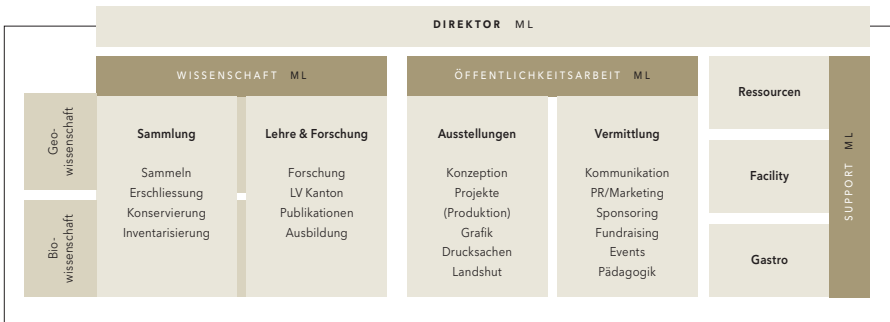 DIREKTOR ML
WISSENSCHAFT ML
ÖFFENTLICHKEITSARBEIT ML
Geo-
wissenschaft
Bio-
wissenschaft
Sammlung
Sammeln
Erschliessung
Konservierung
Inventarisierung
Lehre & Forschung
Forschung
LV Kanton
Publikationen
Ausbildung
Ausstellungen
Konzeption
Projekte
(Produktion)
Grafik
Drucksachen
Landshut
Vermittlung
Kommunikation
PR/Marketing
Sponsoring
Fundraising
Events
Pädagogik
Ressourcen
Facility
Gastro
SUPPORT ML